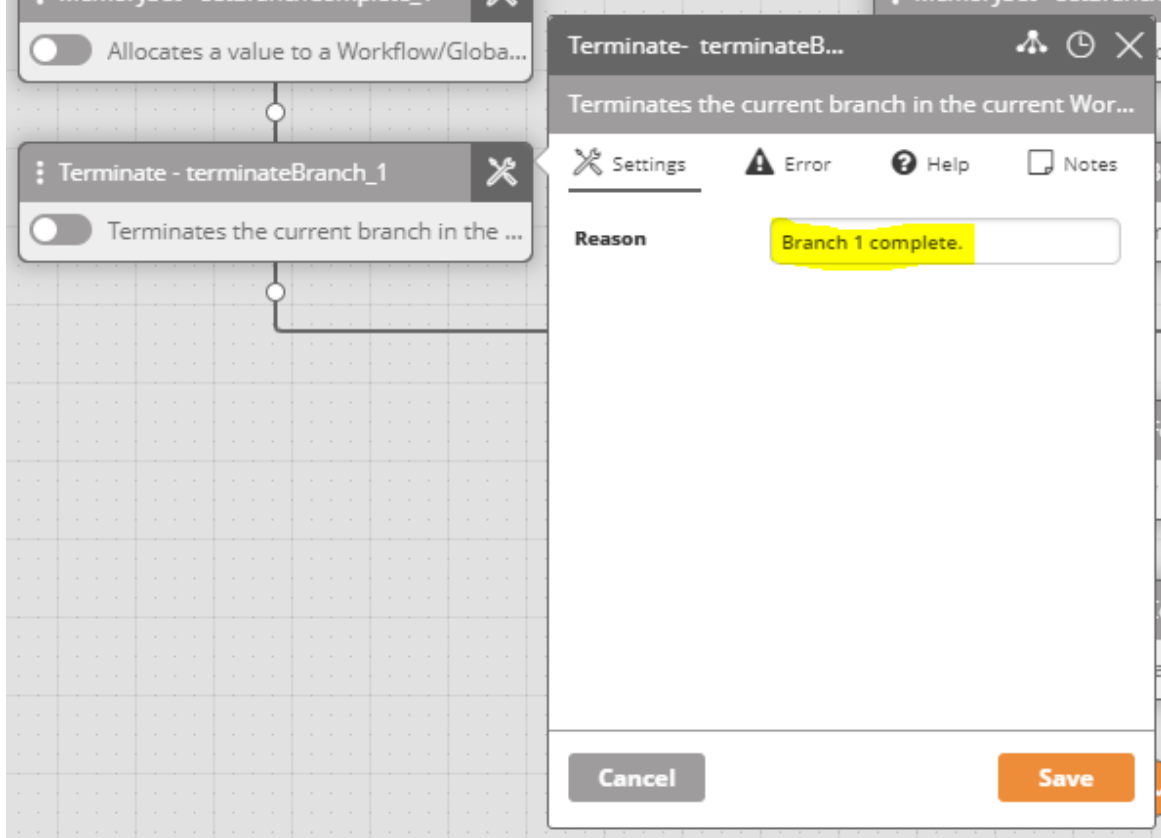 Allocates a value to a Workflow/Globa...
Terminate - terminateBranch_1
Terminates the current branch in the ...
Terminate- terminateB...
Terminates the current branch in the current Wor...
Settings
Error
Help
Notes
Reason
Branch 1 complete.
Cancel
Save